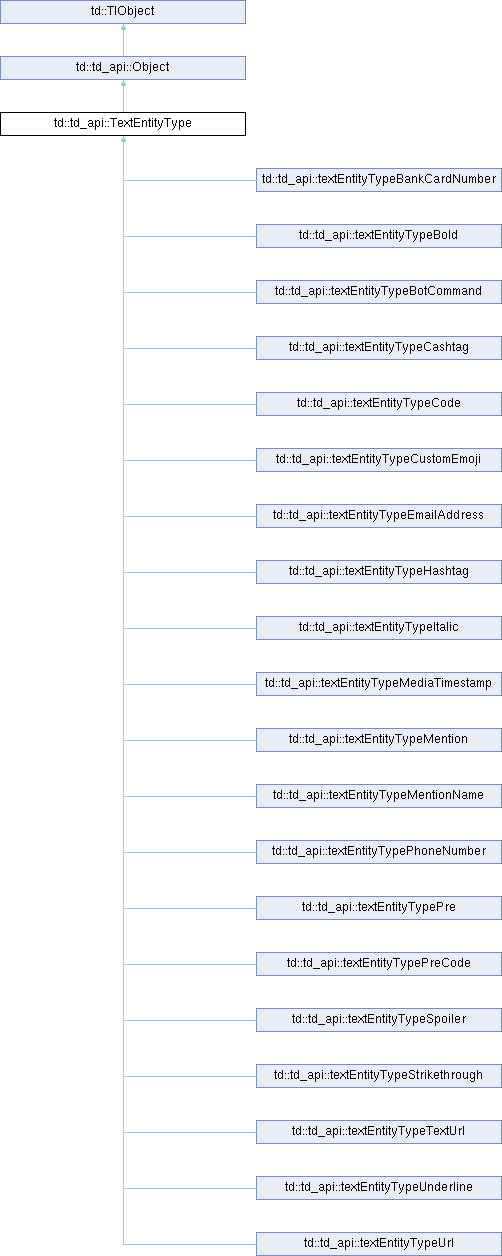 td::TlObject
td::td_api::Object
td::td_api::TextEntityType
td::td_api::textEntityTypeBankCardNumber
td::td_api::textEntityTypeBold
td::td_api::textEntityTypeBotCommand
td::td_api::textEntityTypeCashtag
td::td_api::textEntityTypeCode
td::td_api::textEntityTypeCustomEmoji
td::td_api::textEntityTypeEmailAddress
td::td_api::textEntityTypeHashtag
td::td_api::textEntityTypeItalic
td::td_api::textEntityTypeMediaTimestamp
td::td_api::textEntityTypeMention
td::td_api::textEntityTypeMentionName
td::td_api::textEntityTypePhoneNumber
td::td_api::textEntityTypePre
td::td_api::textEntityTypePreCode
td::td_api::textEntityTypeSpoiler
td::td_api::textEntityTypeStrikethrough
td::td_api::textEntityTypeTextUrl
td::td_api::textEntityTypeUnderline
td::td_api::textEntityTypeUrl